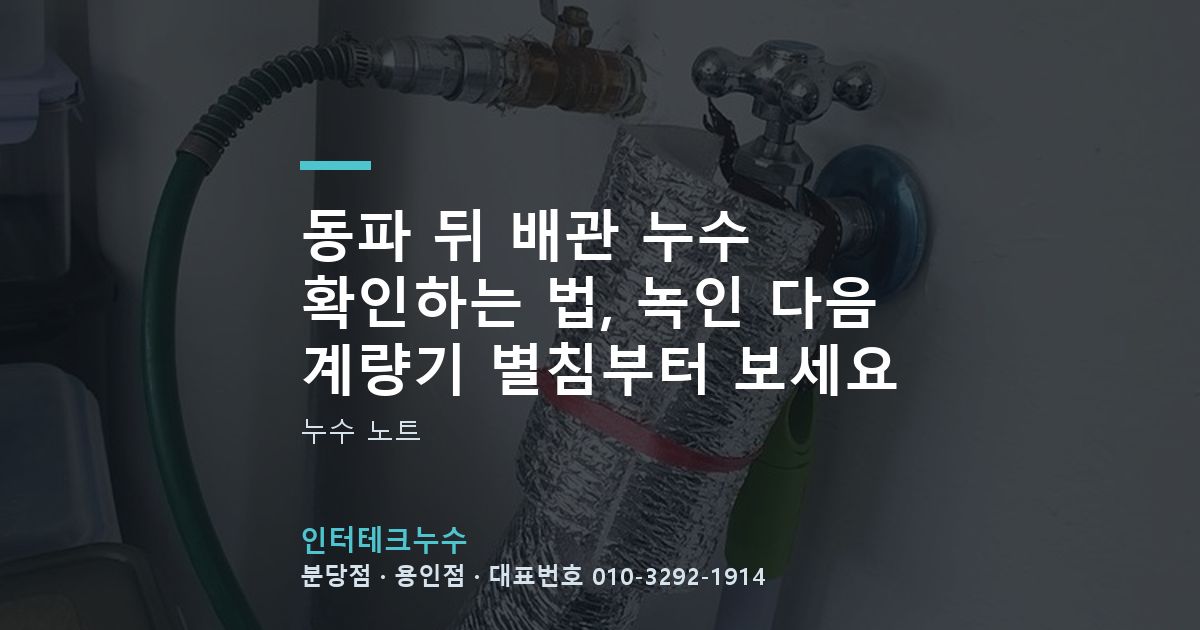 동파 뒤 배관 누수
확인하는 법, 녹인 다음
계량기 별침부터 보세요
누수 노트
인터테크누수
분당점 · 용인점 · 대표번호 010-3292-1914